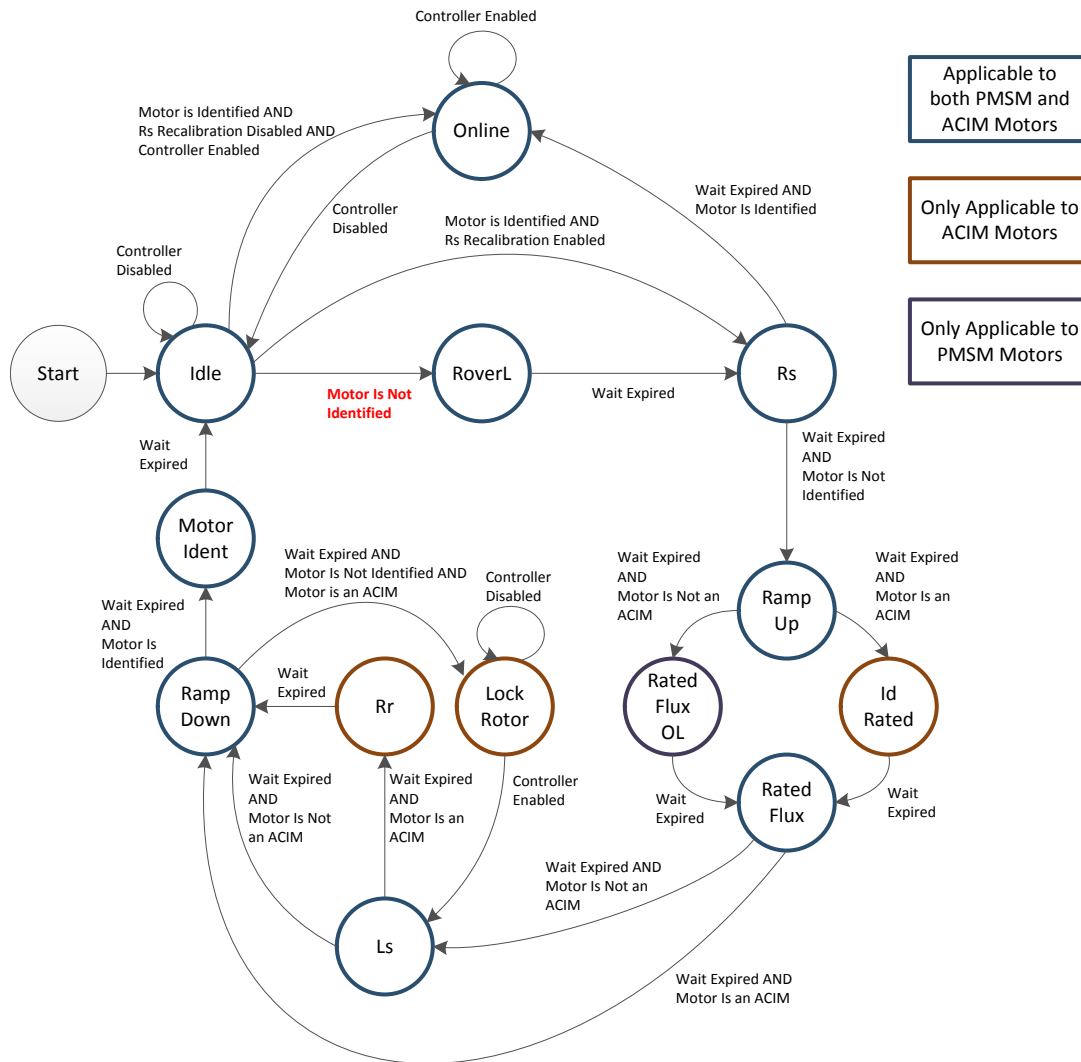 Controller Enabled
Applicable to
both PMSM and
ACIM Motors
Motor is Identified AND
Rs Recalibration Disabled AND
Controller Enabled
Online
Wait Expired AND
Motor Is Identified
Only Applicable to
ACIM Motors
Controller
Disabled
Motor is Identified AND
Rs Recalibration Enabled
Controller
Disabled
Only Applicable to
PMSM Motors
Start
Idle
RoverL
Rs
Motor Is Not
Identified
Wait Expired
Wait
Expired
Wait Expired
AND
Motor Is Not
Identified
Motor
Ident
Wait Expired AND
Motor Is Not Identified AND
Motor is an ACIM
Controller
Disabled
Wait Expired
AND
Motor Is Not an
ACIM
Ramp
Up
Wait Expired
AND
Motor Is an
ACIM
Wait Expired
AND
Motor Is
Identified
Ramp
Down
Wait
Expired
Rr
Lock
Rotor
Rated
Flux
OL
Id
Rated
Wait Expired
AND
Motor Is Not
an ACIM
Wait Expired
AND
Motor Is an
ACIM
Controller
Enabled
Wait
Expired
Rated
Flux
Wait
Expired
Wait Expired AND
Motor Is Not an
ACIM
Ls
Wait Expired AND
Motor Is an ACIM